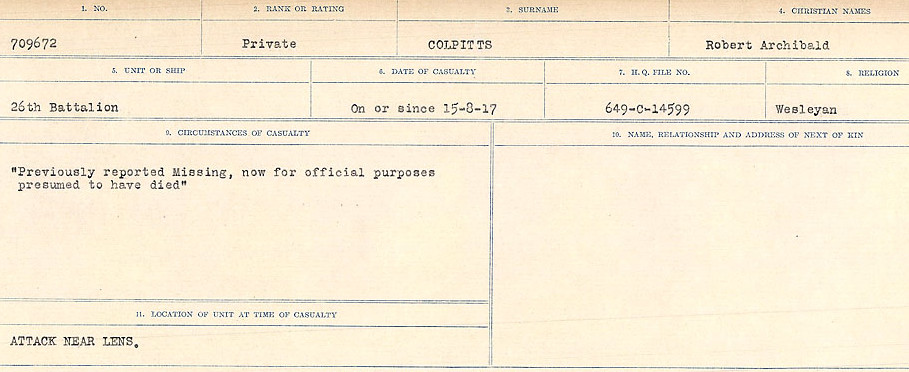 1. NO. 2. RANK OR RATING 3. SURNAME 4. CHRISTIAN NAMES
709672 Private COLPITTS Robert Archibald
5. UNIT OR SHIP 6. DATE OF CASUALTY 7. H.Q. FILE NO. 8. RELIGION
26th Battalion On or since 15-8-17 649-C-14599 Wesleyan
9. CIRCUMSTANCES OF CASUALTY
"Previously reported Missing, now for official purposes
presumed to have died"
10. NAME, RELATIONSHIP AND ADDRESS OF NEXT OF KIN
11. LOCATION OF UNIT AT TIME OF CASUALTY
ATTACK NEAR LENS.